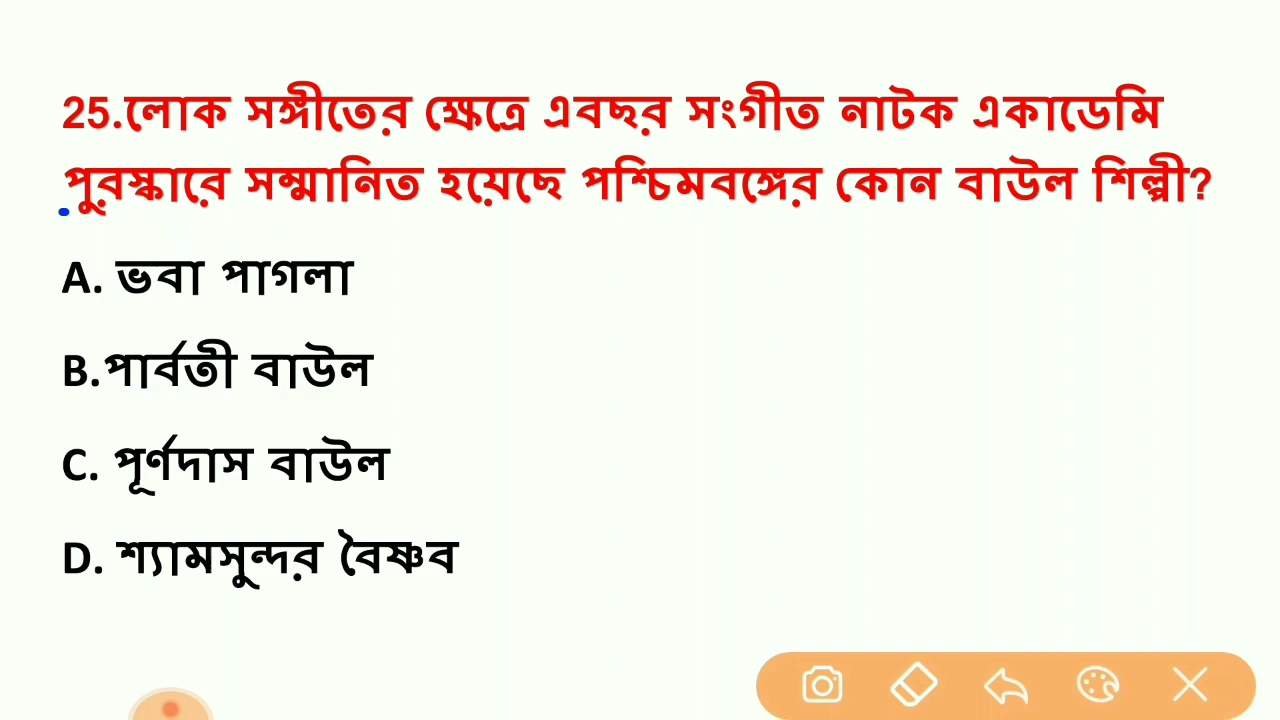 25.লোক সঙ্গীতের ক্ষেত্রে এবছর সংগীত নাটক একাডেমি
পুরস্কারে সম্মানিত হয়েছে পশ্চিমবঙ্গের কোন বাউল শিল্পী?
A. ভবা পাগলা
B.পার্বতী বাউল
C. পূর্ণদাস বাউল
D. শ্যামসুন্দর বৈষ্ণব